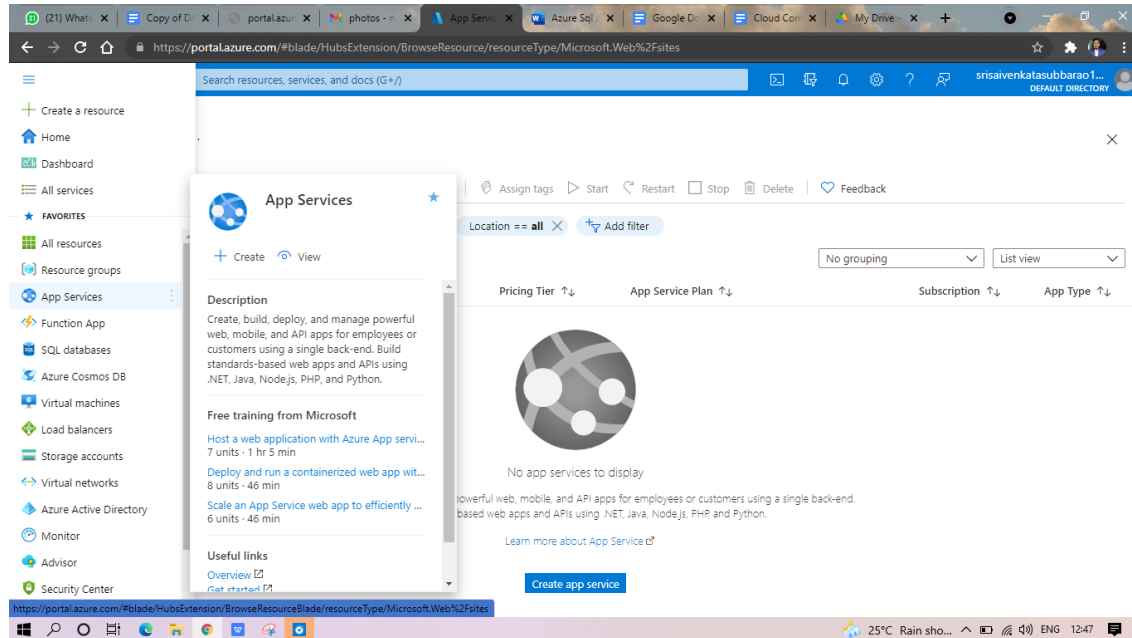 (21) Whats
Copy of D
portal.azur
photos - n
App Servic
Azure Sql
Google Do
Cloud Com
My Drive -
https://portal.azure.com/#blade/HubsExtension/BrowseResource/resourceType/Microsoft.Web%2Fsites
Search resources, services, and docs (G+/)
srisaivenkatasubbarao1...
DEFAULT DIRECTORY
Create a resource
Home
Dashboard
All services
FAVORITES
All resources
Resource groups
App Services
Function App
SQL databases
Azure Cosmos DB
Virtual machines
Load balancers
Storage accounts
Virtual networks
Azure Active Directory
Monitor
Advisor
Security Center
App Services
Create View
Description
Create, build, deploy, and manage powerful
web, mobile, and API apps for employees or
customers using a single back-end. Build
standards-based web apps and APIs using
.NET, Java, Node.js, PHP, and Python.
Free training from Microsoft
Host a web application with Azure App servi...
7 units · 1 hr 5 min
Deploy and run a containerized web app wit...
8 units · 46 min
Scale an App Service web app to efficiently ...
6 units · 46 min
Useful links
Overview
Get started
Assign tags Start Restart Stop Delete Feedback
Location == all Add filter
No grouping List view
Pricing Tier App Service Plan Subscription App Type
No app services to display
powerful web, mobile, and API apps for employees or customers using a single back-end.
based web apps and APIs using .NET, Java, Node.js, PHP, and Python.
Learn more about App Service
Create app service
https://portal.azure.com/#blade/HubsExtension/BrowseResourceBlade/resourceType/Microsoft.Web%2Fsites
25°C Rain sho... ENG 12:47